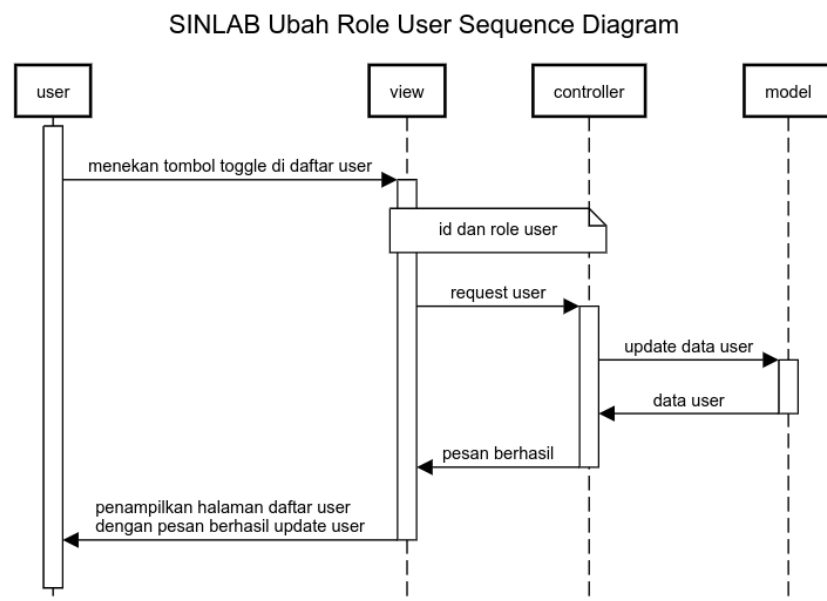 SINLAB Ubah Role User Sequence Diagram
user
view
controller
model
menekan tombol toggle di daftar user
id dan role user
request user
update data user
data user
pesan berhasil
penampilkan halaman daftar user
dengan pesan berhasil update user